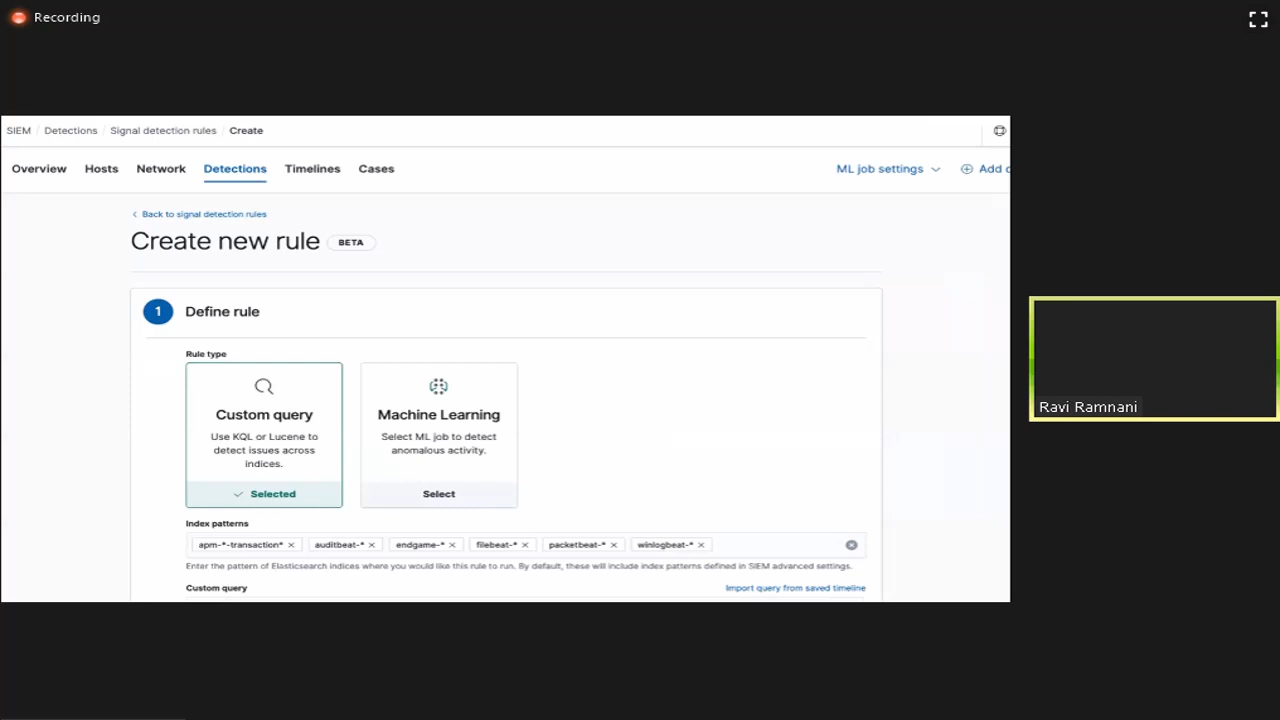 Recording
SIEM / Detections / Signal detection rules / Create
Overview Hosts Network Detections Timelines Cases ML job settings Add
Back to signal detection rules
Create new rule BETA
1 Define rule
Rule type
Custom query
Use KQL or Lucene to
detect issues across
indices.
Selected
Machine Learning
Select ML job to detect
anomalous activity.
Select
Index patterns
apm-*-transaction* auditbeat-* endgame-* filebeat-* packetbeat-* winlogbeat-*
Enter the pattern of Elasticsearch indices where you would like this rule to run. By default, these will include index patterns defined in SIEM advanced settings.
Custom query Import query from saved timeline
Ravi Ramnani